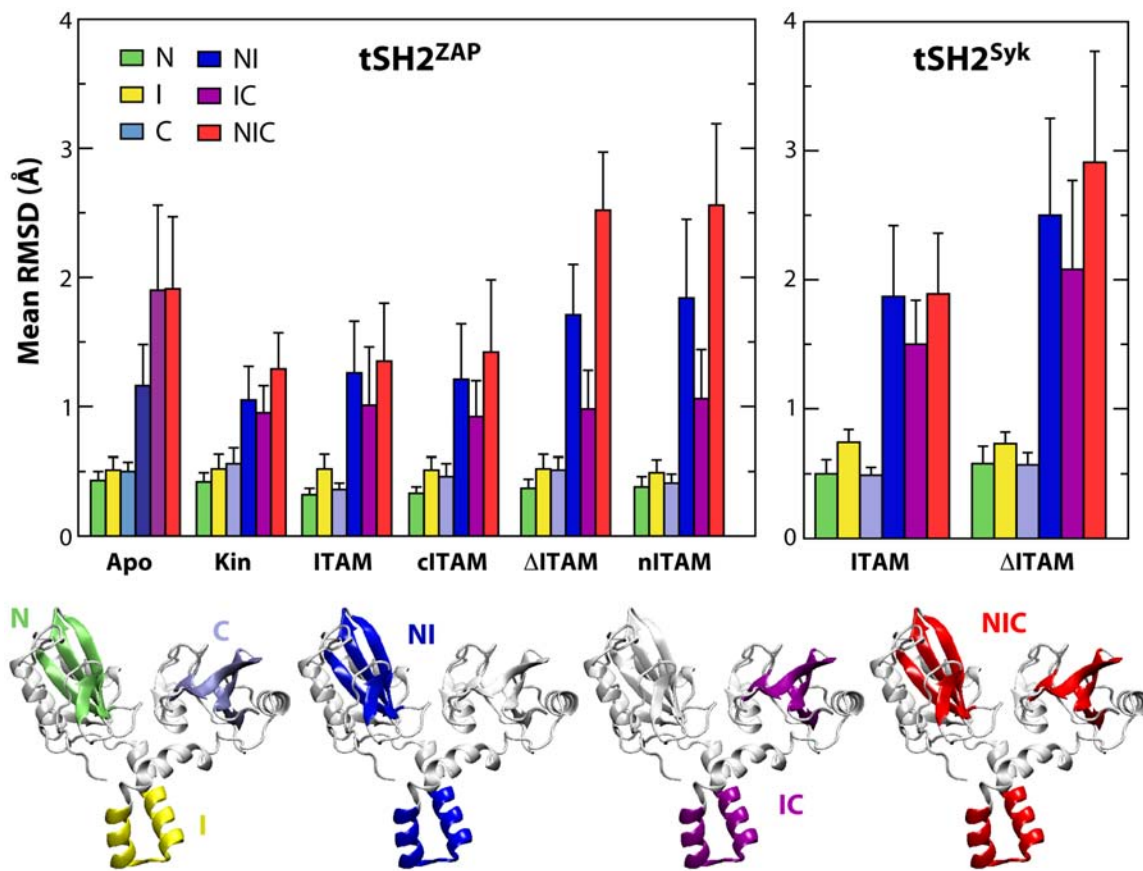 tSH2ZAP
tSH2Syk
N NI
I IC
C NIC
Mean RMSD (Å)
4
3
2
1
0
4
3
2
1
0
Apo Kin ITAM cITAM ΔITAM nITAM
ITAM ΔITAM
N C I
NI
IC
NIC